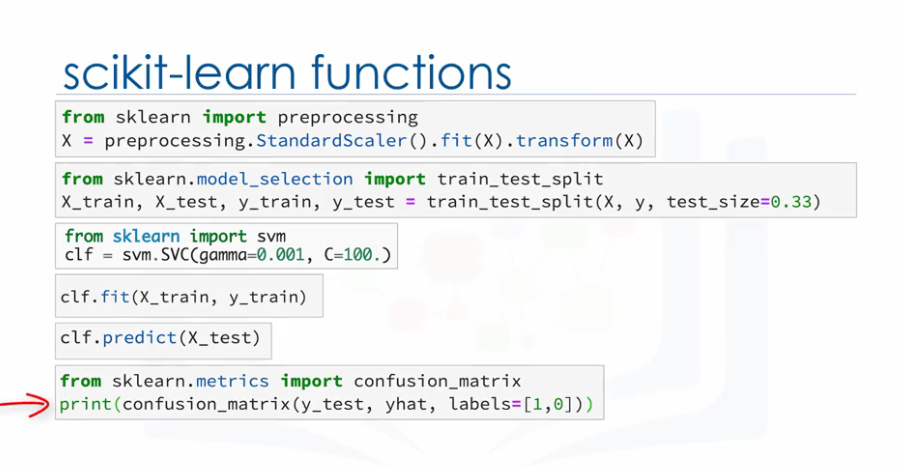 scikit-learn functions
from sklearn import preprocessing
X = preprocessing.StandardScaler().fit(X).transform(X)
from sklearn.model_selection import train_test_split
X_train, X_test, y_train, y_test = train_test_split(X, y, test_size=0.33)
from sklearn import svm
clf = svm.SVC(gamma=0.001, C=100.)
clf.fit(X_train, y_train)
clf.predict(X_test)
from sklearn.metrics import confusion_matrix
print(confusion_matrix(y_test, yhat, labels=[1,0]))